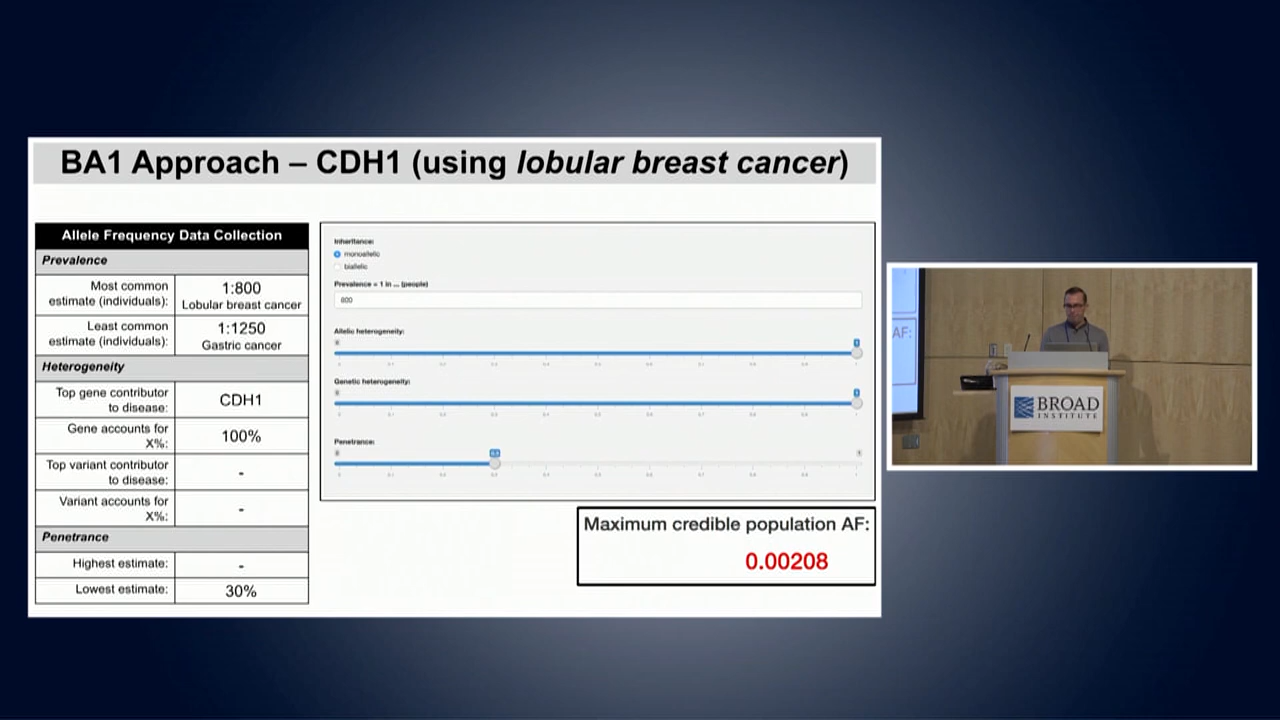 BA1 Approach – CDH1 (using lobular breast cancer)
Allele Frequency Data Collection
Prevalence
Most common estimate (individuals):
1:800
Lobular breast cancer
Least common estimate (individuals):
1:1250
Gastric cancer
Heterogeneity
Top gene contributor to disease:
CDH1
Gene accounts for X%:
100%
Top variant contributor to disease:
-
Variant accounts for X%:
-
Penetrance
Highest estimate:
-
Lowest estimate:
30%
Inheritance:
monoallelic
biallelic
Prevalence = 1 in ... (people)
800
Allelic heterogeneity:
Genetic heterogeneity:
Penetrance:
Maximum credible population AF:
0.00208
AF:
BROAD
INSTITUTE